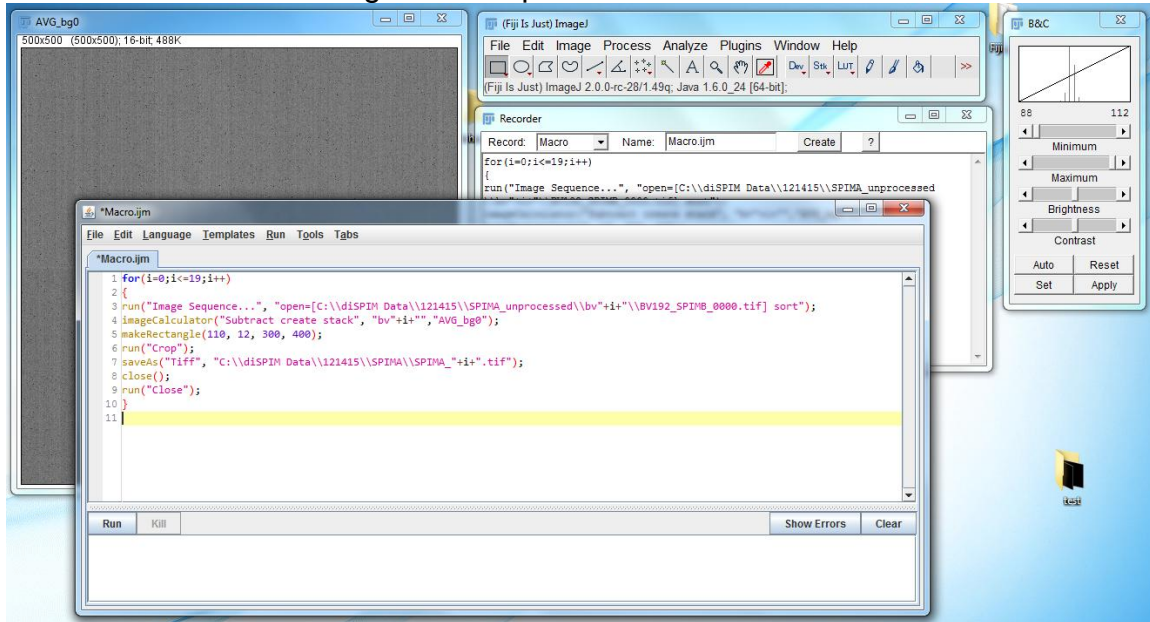 AVG_bg0
500x500 (500x500); 16-bit; 488K
(Fiji Is Just) ImageJ
File Edit Image Process Analyze Plugins Window Help
Dev Stk LUT >>
(Fiji Is Just) ImageJ 2.0.0-rc-28/1.49q; Java 1.6.0_24 [64-bit];
Recorder
Record: Macro Name: Macro.ijm Create ?
for(i=0;i<=19;i++)
{
run("Image Sequence...", "open=[C:\\diSPIM Data\\121415\\SPIMA_unprocessed
B&C
88 112
Minimum
Maximum
Brightness
Contrast
Auto Reset
Set Apply
*Macro.ijm
File Edit Language Templates Run Tools Tabs
*Macro.ijm
1 for(i=0;i<=19;i++)
2 {
3 run("Image Sequence...", "open=[C:\\diSPIM Data\\121415\\SPIMA_unprocessed\\bv"+i+"\\BV192_SPIMB_0000.tif] sort");
4 imageCalculator("Subtract create stack", "bv"+i+"","AVG_bg0");
5 makeRectangle(110, 12, 300, 400);
6 run("Crop");
7 saveAs("Tiff", "C:\\diSPIM Data\\121415\\SPIMA\\SPIMA_"+i+".tif");
8 close();
9 run("Close");
10 }
11
Run Kill Show Errors Clear
test